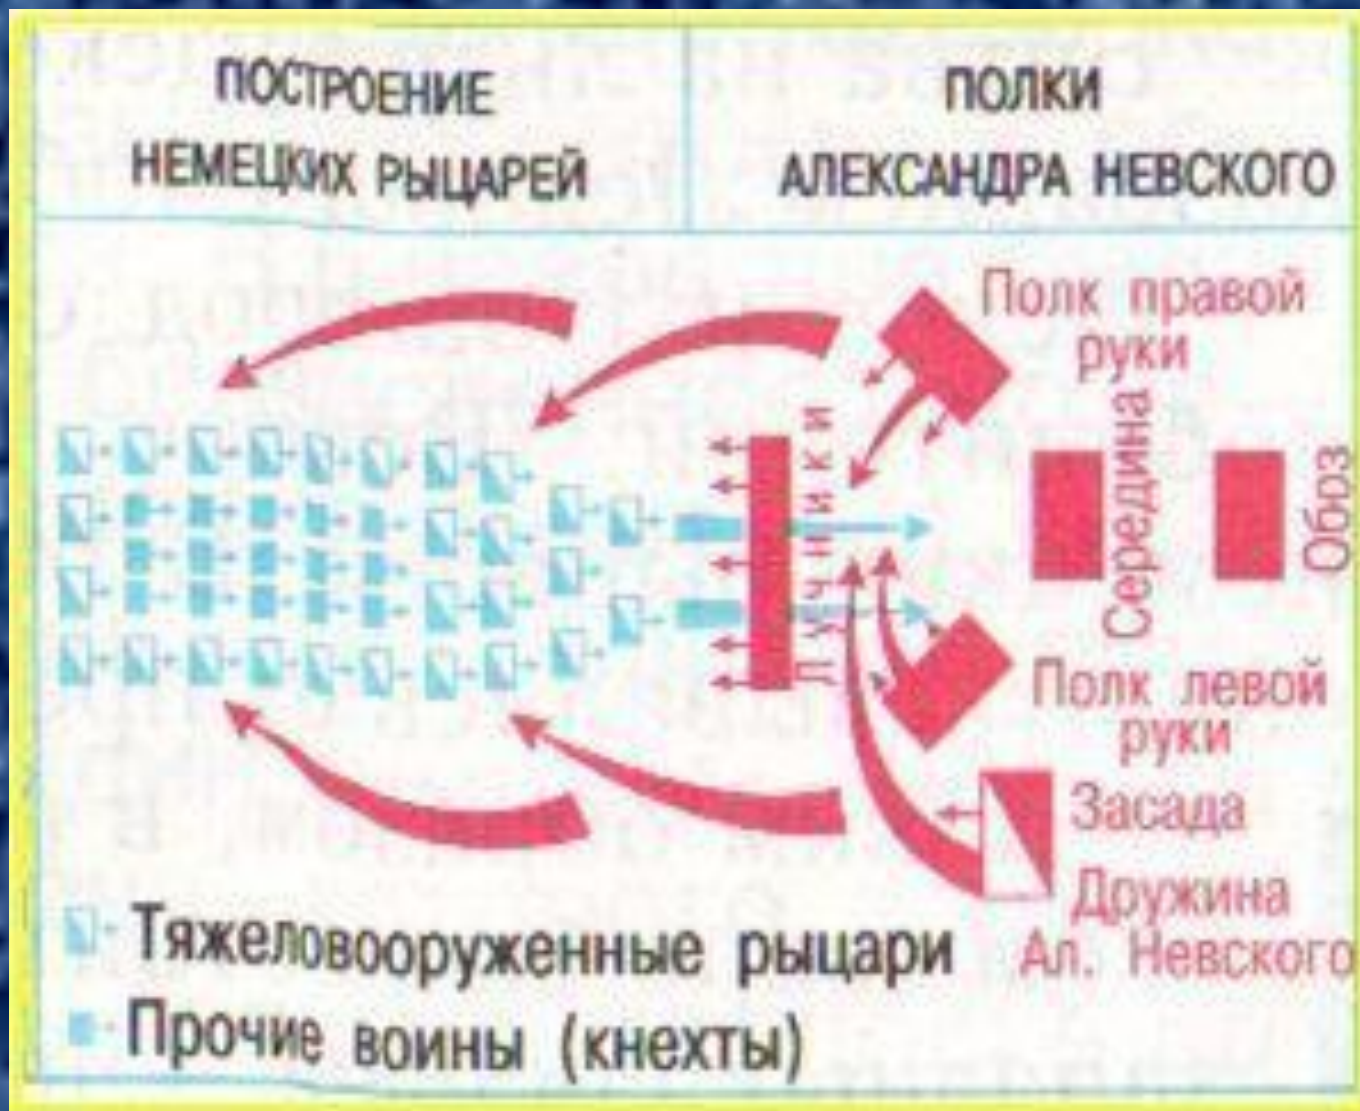 ПОСТРОЕНИЕ
НЕМЕЦКИХ РЫЦАРЕЙ
ПОЛКИ
АЛЕКСАНДРА НЕВСКОГО
Полк правой
руки
Лучники
Середина
Обрз
Полк левой
руки
Засада
Дружина
Ал. Невского
Тяжеловооруженные рыцари
Прочие воины (кнехты)